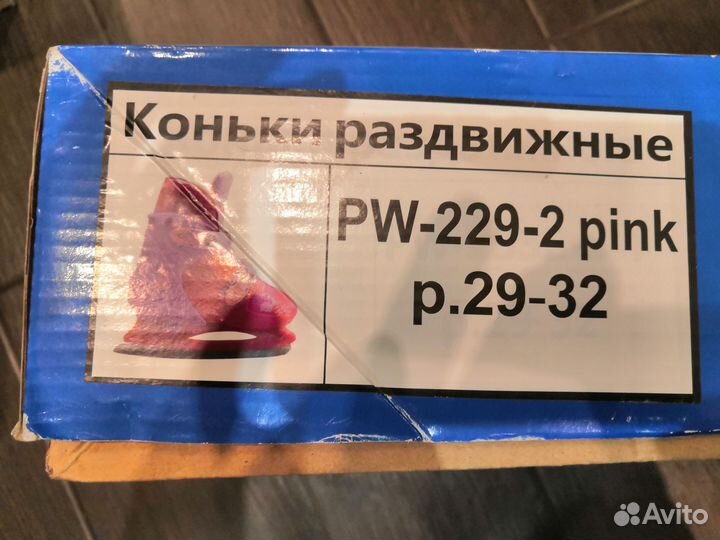 Коньки раздвижные
PW-229-2 pink
р.29-32
Avito